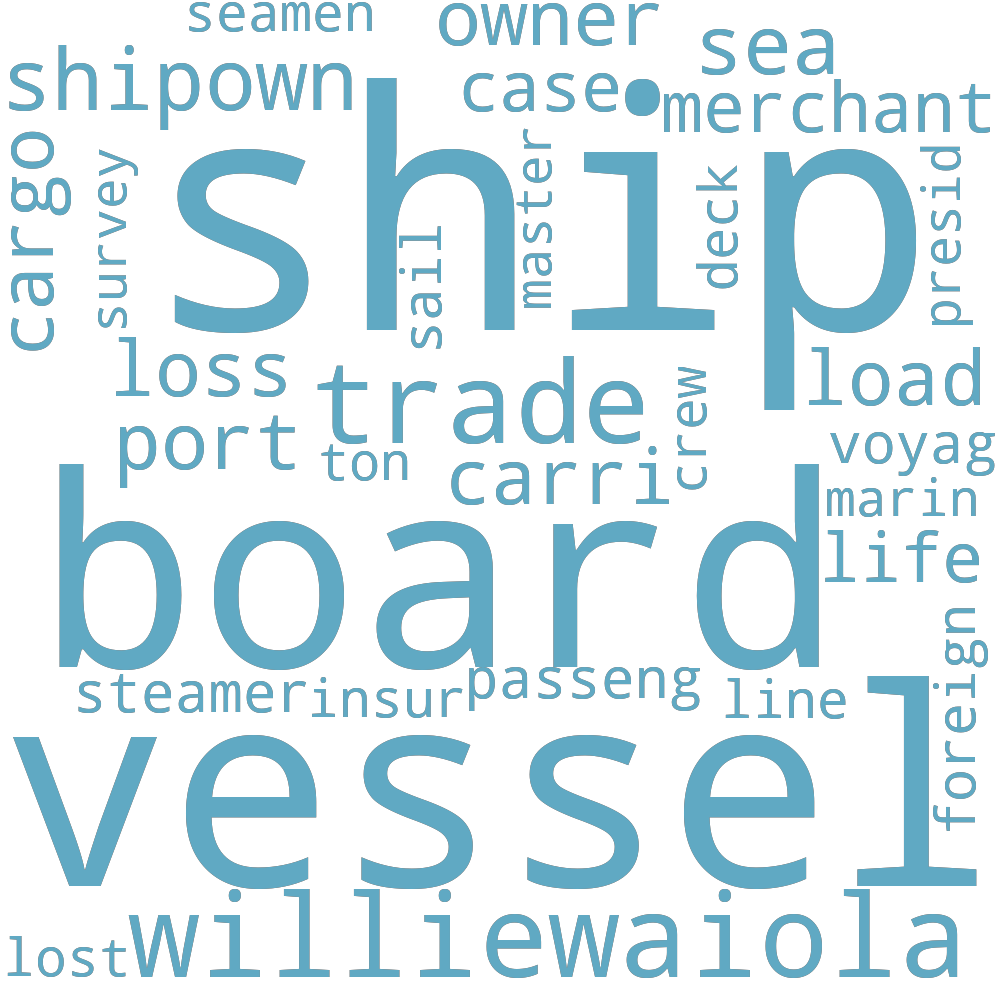 seamen
owner
sea
shipown
case
merchant
ship
cargo
survey
sail
master
deck
presid
loss
trade
crew
load
port
ton
carri
voyag
marin
board
life
foreign
steamer
insur
passeng
line
vessel
lost
williewaiola